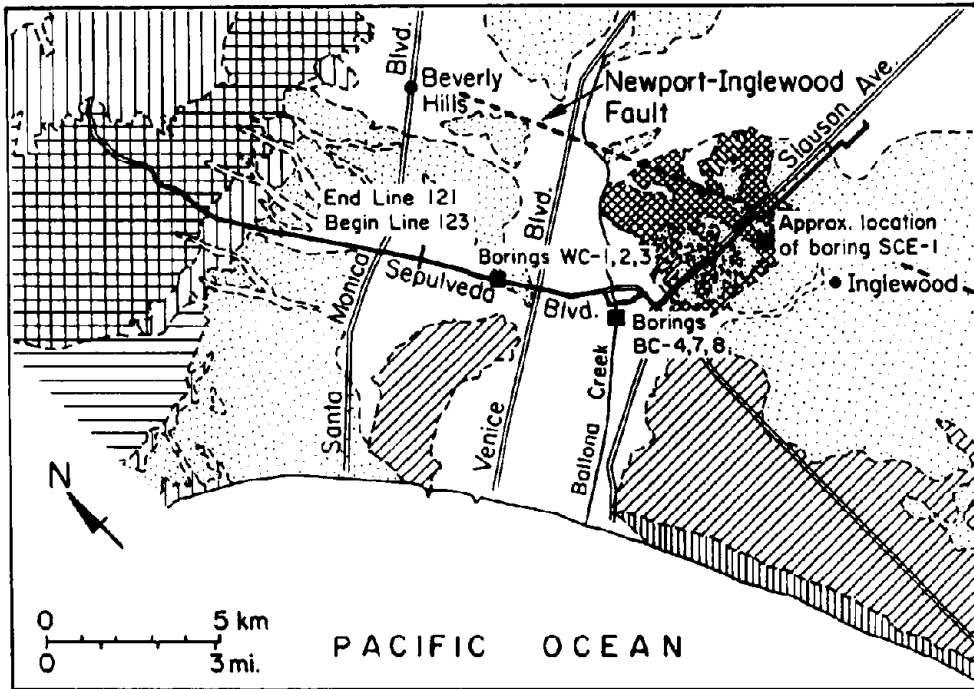 Blvd.
Beverly
Hills
Newport-Inglewood
Fault
Slauson Ave.
End Line 121
Begin Line 123
Blvd.
Approx. location
of boring SCE-1
Borings WC-1,2,3
Sepulveda
Monica
Blvd.
Inglewood
Borings
BC-4,7,8
Creek
Santa
Venice
Ballona
N
0 5 km
0 3 mi.
PACIFIC OCEAN